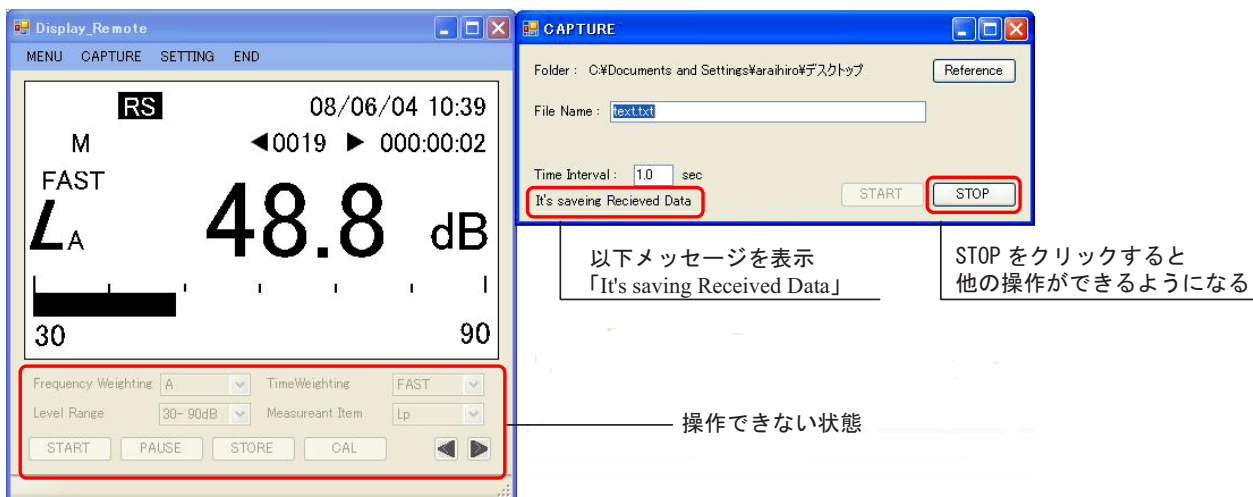 Display_Remote
MENU CAPTURE SETTING END
RS 08/06/04 10:39
M ◀0019 ▶ 000:00:02
FAST
LA 48.8 dB
30 90
Frequency Weighting A TimeWeighting FAST
Level Range 30- 90dB Measureant Item Lp
START PAUSE STORE CAL
CAPTURE
Folder : C:¥Documents and Settings¥araihiro¥デスクトップ Reference
File Name : text.txt
Time Interval : 1.0 sec
It's saveing Recieved Data START STOP
以下メッセージを表示
「It's saving Received Data」
STOP をクリックすると
他の操作ができるようになる
操作できない状態